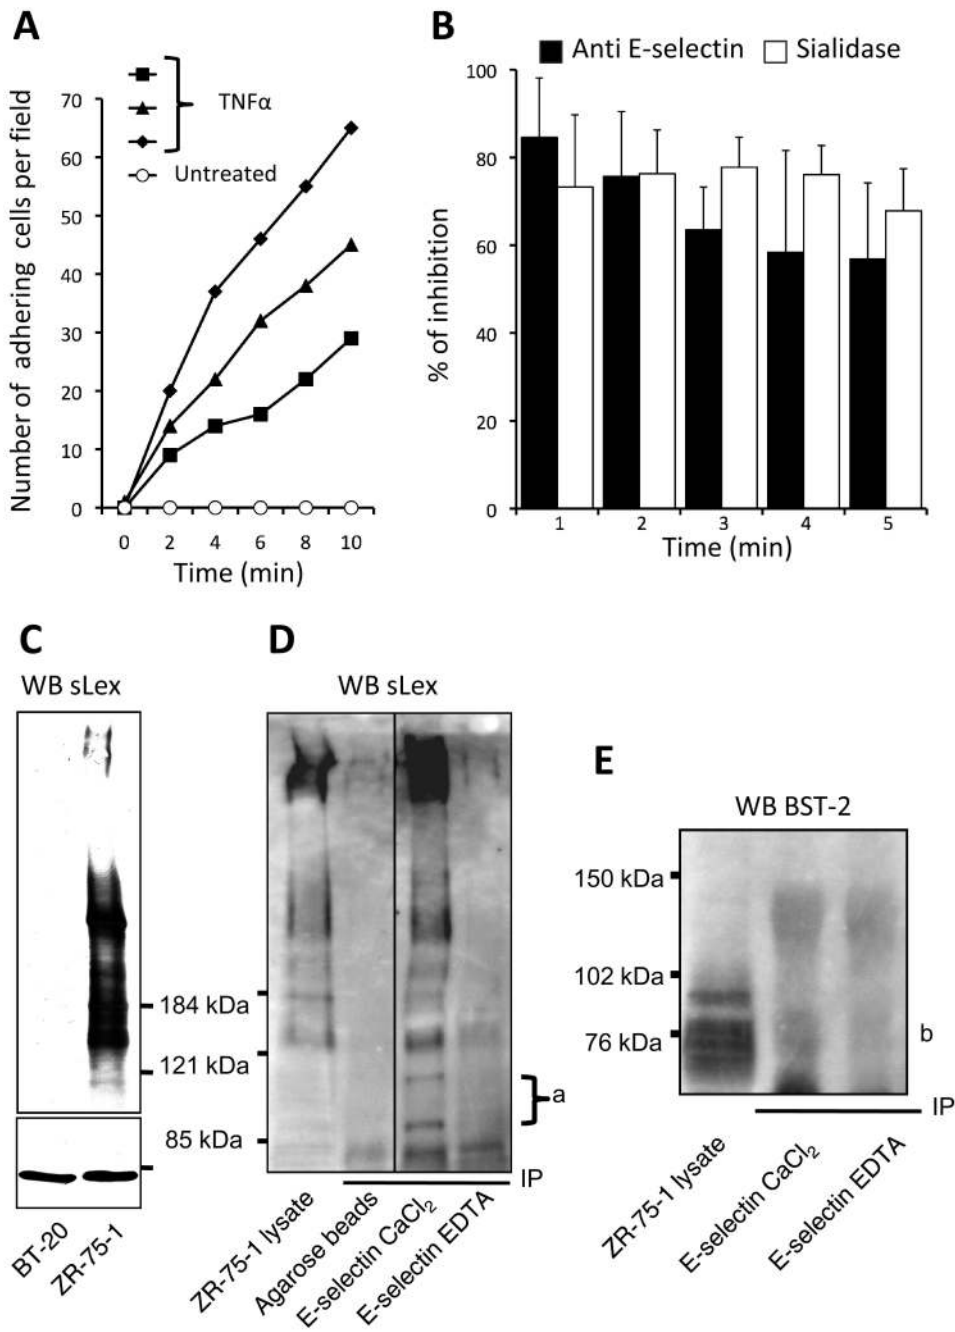 A
TNFα
Untreated
Number of adhering cells per field
70
60
50
40
30
20
10
0
0 2 4 6 8 10
Time (min)
B
Anti E-selectin Sialidase
% of inhibition
100
80
60
40
20
0
1 2 3 4 5
Time (min)
C
WB sLex
184 kDa
121 kDa
85 kDa
BT-20
ZR-75-1
D
WB sLex
a
IP
ZR-75-1 lysate
Agarose beads
E-selectin CaCl₂
E-selectin EDTA
E
WB BST-2
150 kDa
102 kDa
76 kDa
b
IP
ZR-75-1 lysate
E-selectin CaCl₂
E-selectin EDTA